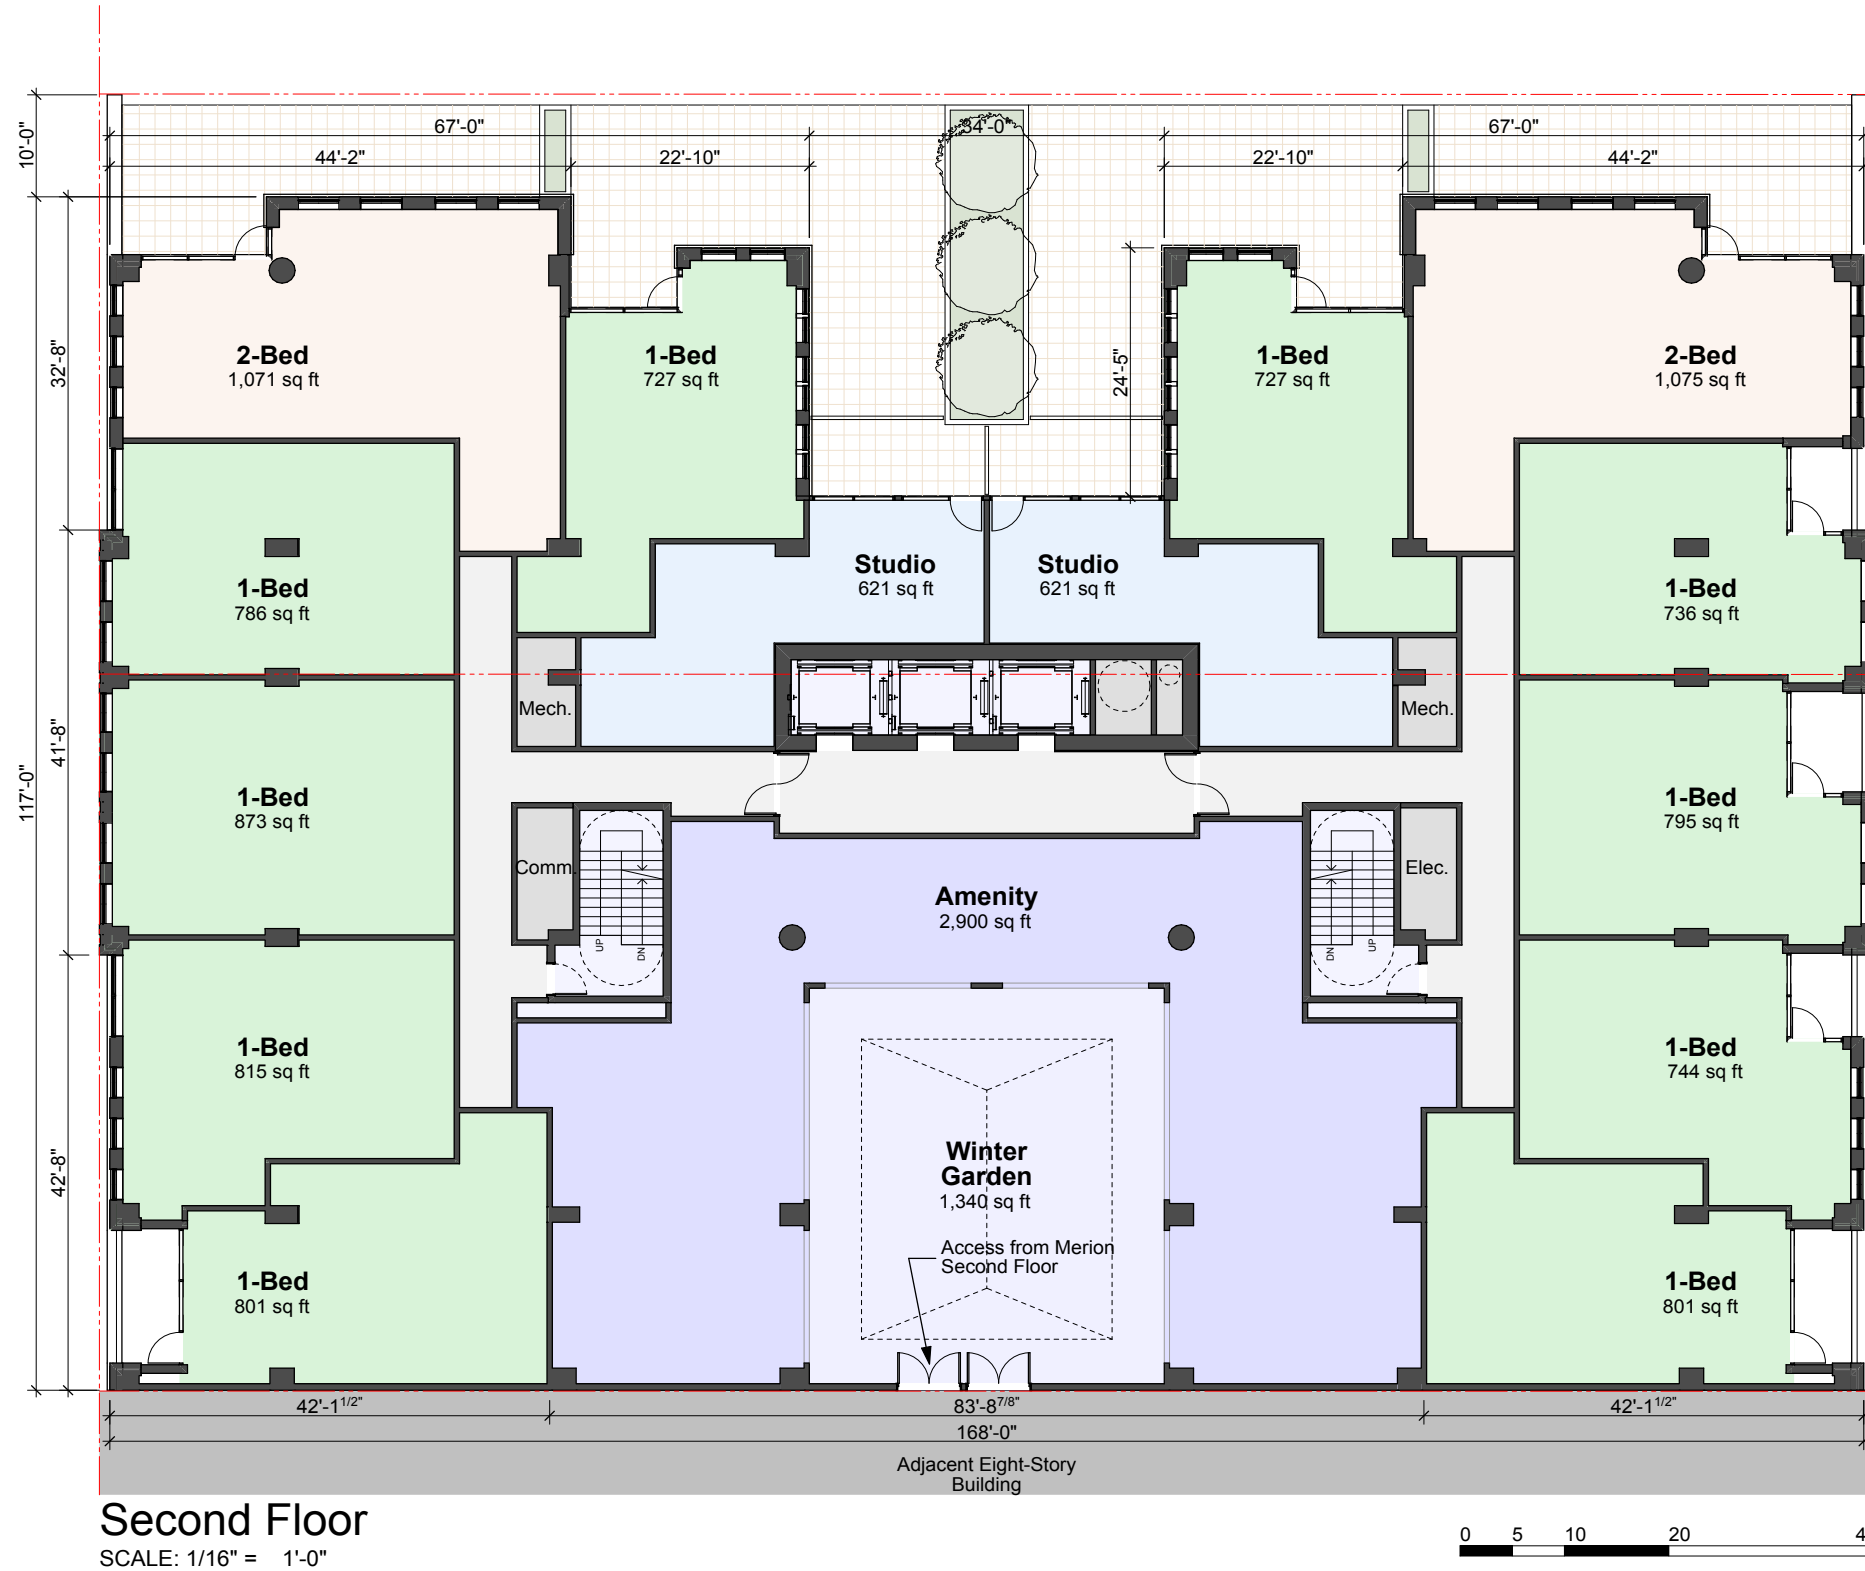 10'-0"
67'-0"
34'-0"
67'-0"
44'-2"
22'-10"
22'-10"
44'-2"
32'-8"
24'-5"
2-Bed
1,071 sq ft
1-Bed
727 sq ft
1-Bed
727 sq ft
2-Bed
1,075 sq ft
Studio
621 sq ft
Studio
621 sq ft
1-Bed
786 sq ft
1-Bed
736 sq ft
Mech.
Mech.
41'-8"
117'-0"
1-Bed
873 sq ft
1-Bed
795 sq ft
Comm.
Elec.
UP
DN
DN
UP
Amenity
2,900 sq ft
1-Bed
815 sq ft
1-Bed
744 sq ft
42'-8"
Winter
Garden
1,340 sq ft
Access from Merion
Second Floor
1-Bed
801 sq ft
1-Bed
801 sq ft
42'-1 1/2"
83'-8 7/8"
42'-1 1/2"
168'-0"
Adjacent Eight-Story
Building
Second Floor
SCALE: 1/16" = 1'-0"
0 5 10 20 4